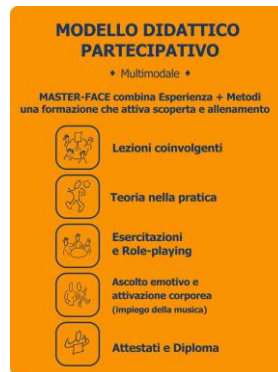 MODELLO DIDATTICO
PARTECIPATIVO
♦ Multimodale ♦
MASTER-FACE combina Esperienza + Metodi
una formazione che attiva scoperta e allenamento
Lezioni coinvolgenti
Teoria nella pratica
Esercitazioni
e Role-playing
Ascolto emotivo e
attivazione corporea
(impiego della musica)
Attestati e Diploma